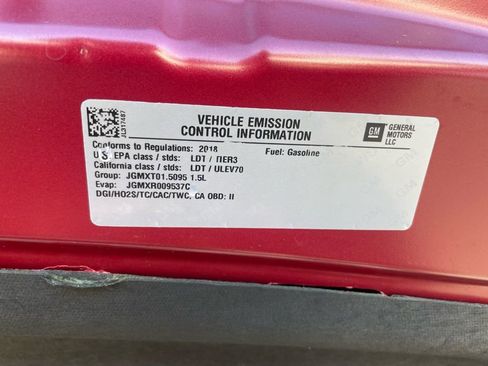 VEHICLE EMISSION
CONTROL INFORMATION
GM GENERAL
MOTORS
LLC
Conforms to Regulations: 2018 Fuel: Gasoline
U.S. EPA class / stds: LDT / TIER3
California class / stds: LDT / ULEV70
Group: JGMXT01.5095 1.5L
Evap: JGMXR009537C
DGI/HO2S/TC/CAC/TWC, CA OBD: II